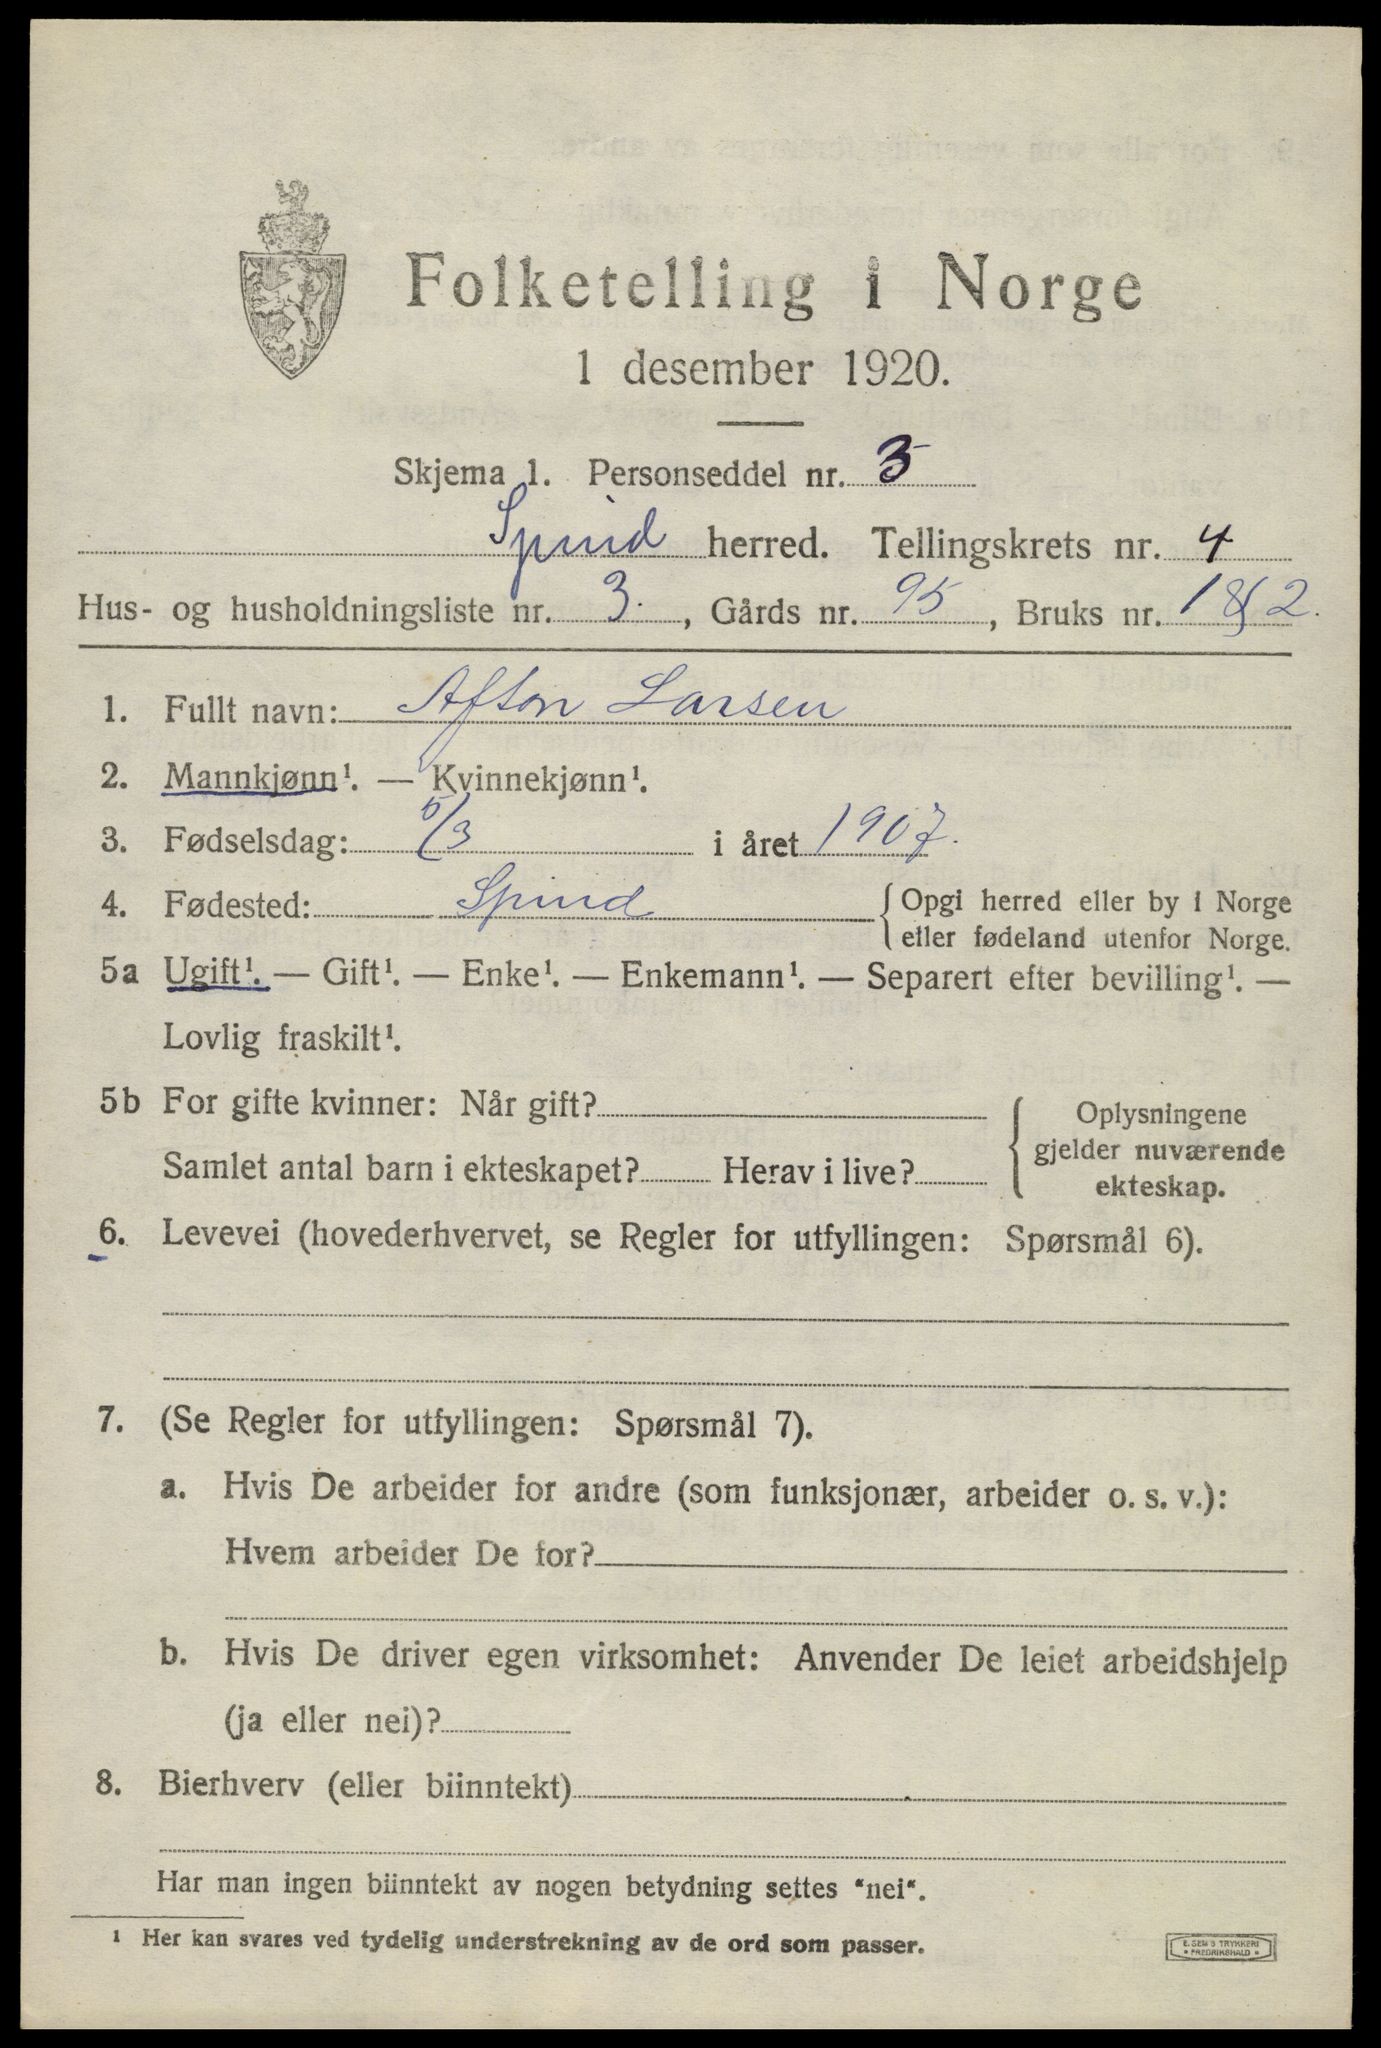 Folketelling i Norge
1 desember 1920.
Skjema 1. Personseddel nr. 3
Spind herred. Tellingskrets nr. 4
Hus- og husholdningsliste nr. 3., Gårds nr. 95, Bruks nr. 1 & 2.
1. Fullt navn: Afton Larsen
2. Mannkjønn¹. — Kvinnekjønn¹.
3. Fødselsdag: 5/3 i året 1907.
4. Fødested: Spind { Opgi herred eller by i Norge
eller fødeland utenfor Norge.
5a Ugift¹. — Gift¹. — Enke¹. — Enkemann¹. — Separert efter bevilling¹. —
Lovlig fraskilt¹.
5b For gifte kvinner: Når gift? { Oplysningene
gjelder nuværende
Samlet antal barn i ekteskapet? Herav i live? ekteskap.
6. Levevei (hovederhvervet, se Regler for utfyllingen: Spørsmål 6).
7. (Se Regler for utfyllingen: Spørsmål 7).
a. Hvis De arbeider for andre (som funksjonær, arbeider o. s. v.):
Hvem arbeider De for?
b. Hvis De driver egen virksomhet: Anvender De leiet arbeidshjelp
(ja eller nei)?
8. Bierhverv (eller biinntekt)
Har man ingen biinntekt av nogen betydning settes "nei".
¹ Her kan svares ved tydelig understrekning av de ord som passer.
E. SEM'S TRYKKERI
• FREDRIKSHALD •